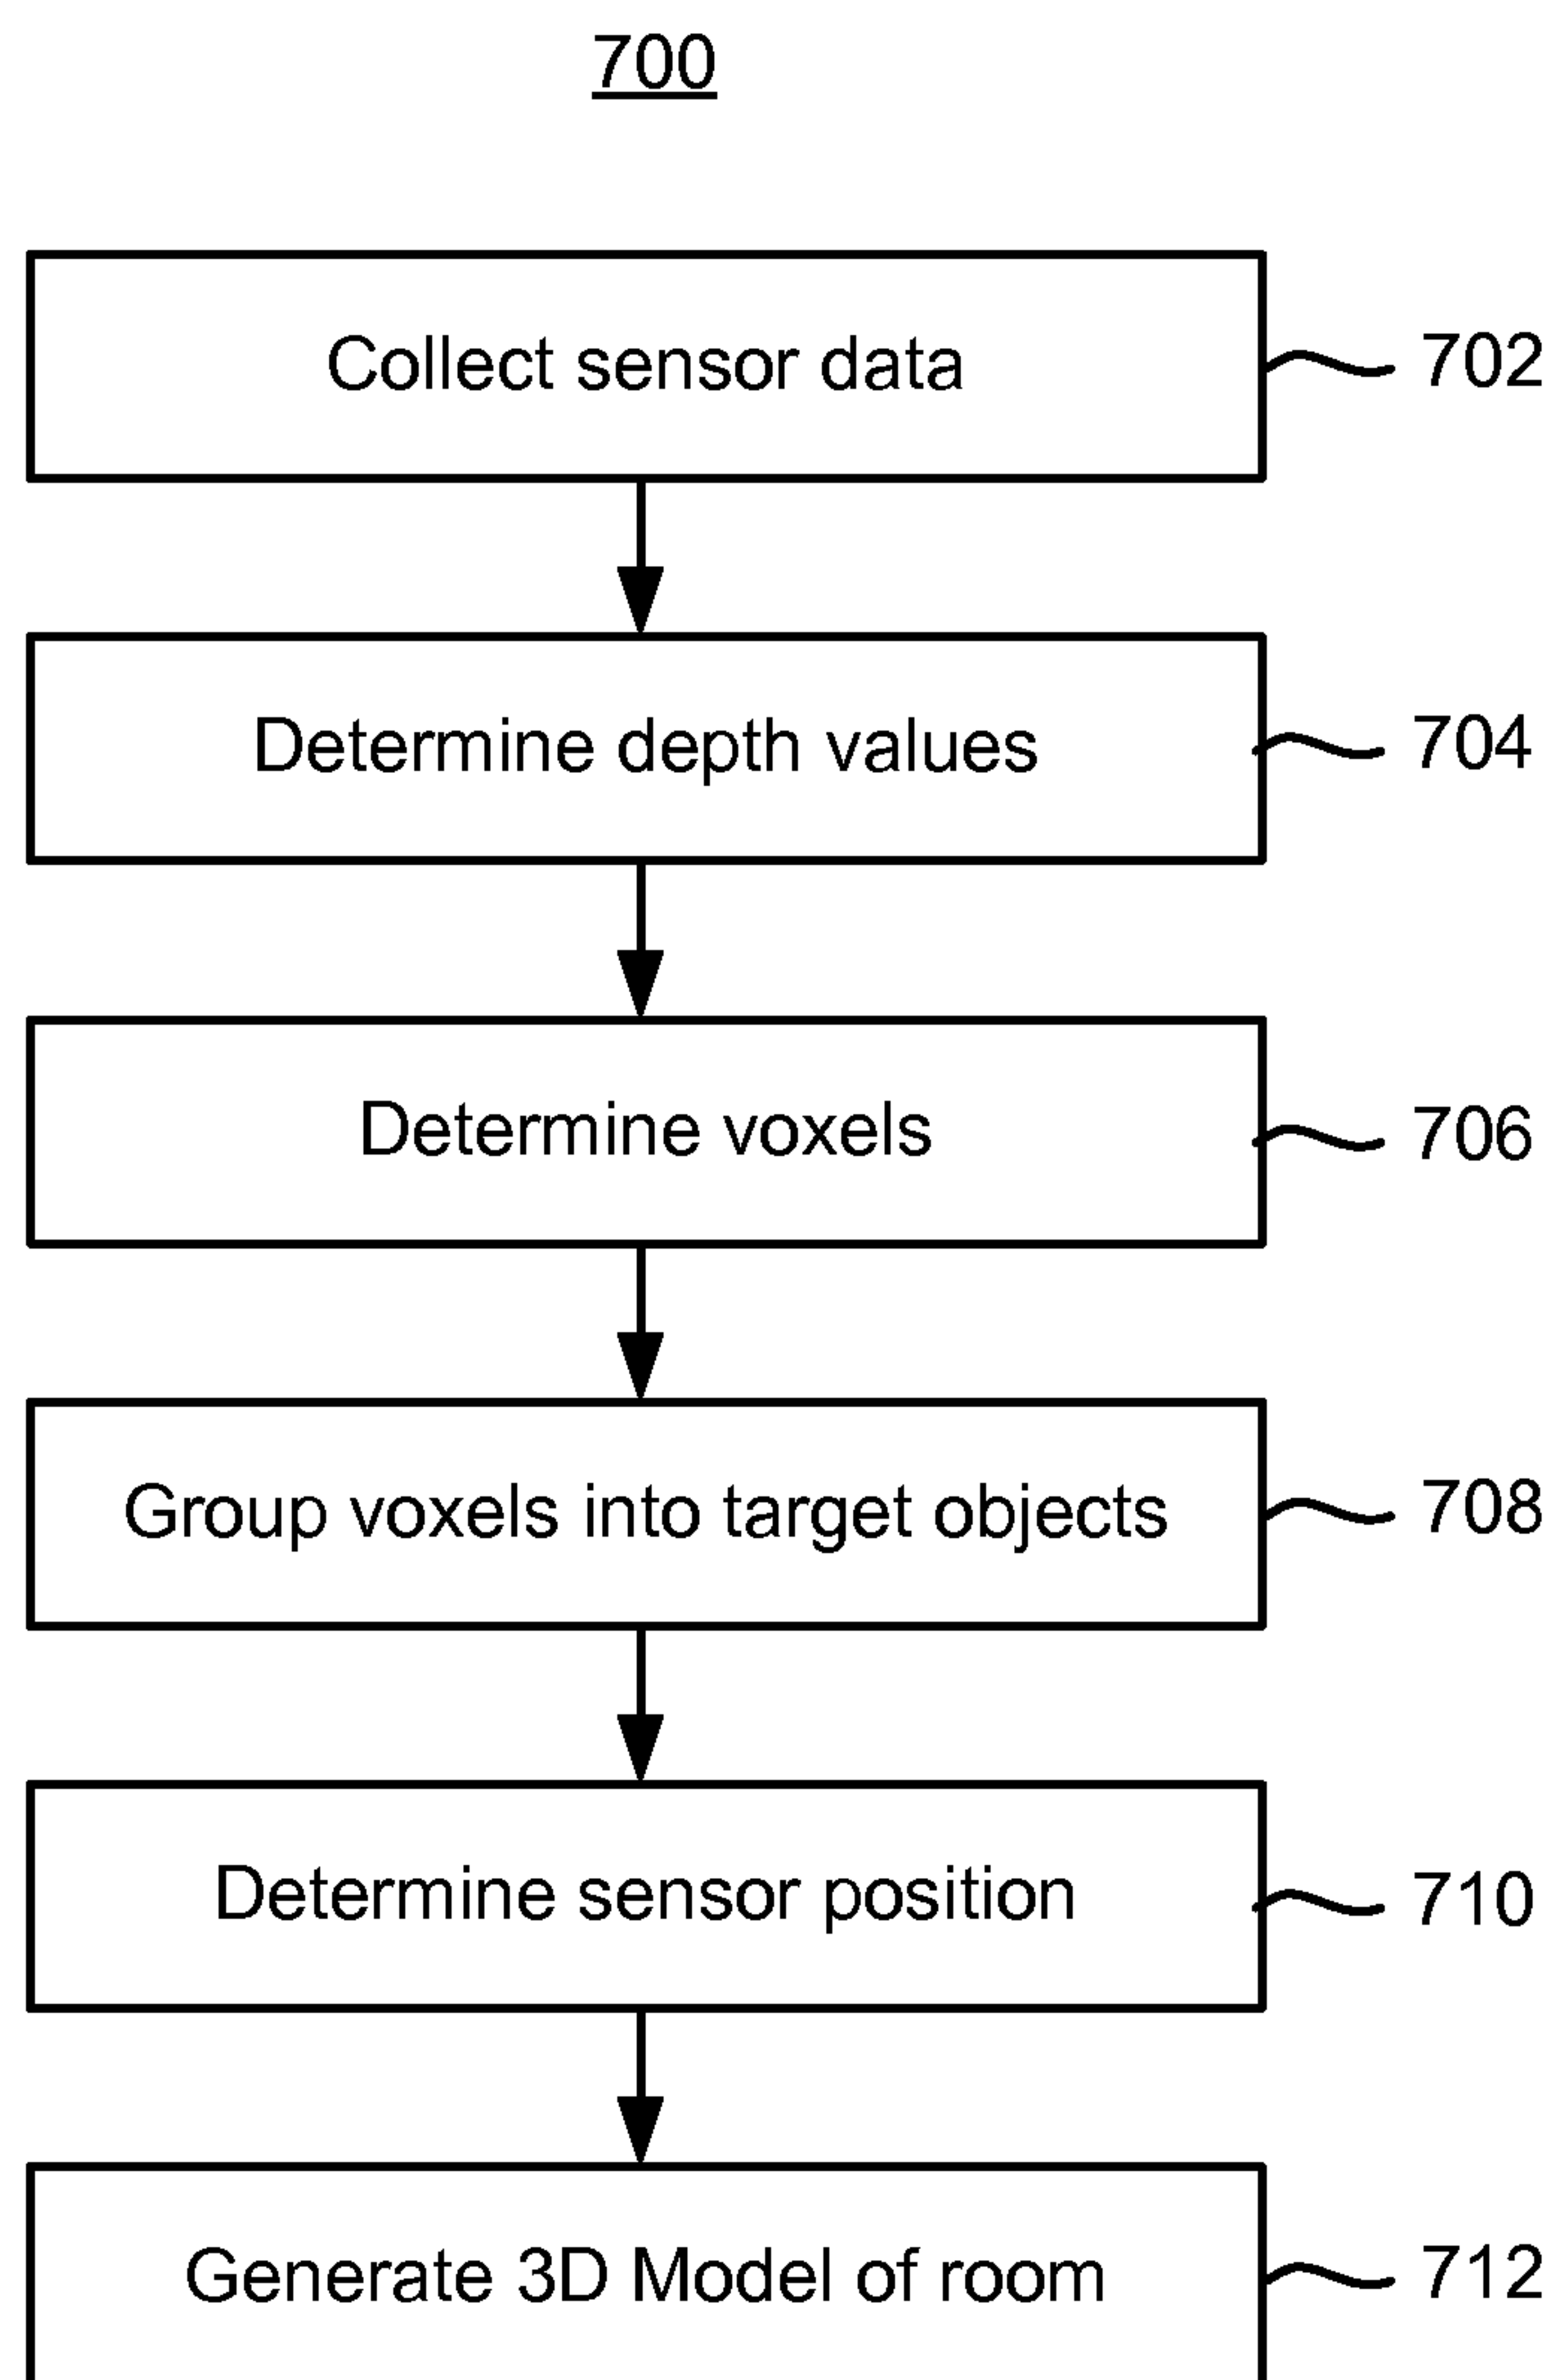 700
Collect sensor data
702
Determine depth values
704
Determine voxels
706
Group voxels into target objects
708
Determine sensor position
710
Generate 3D Model of room
712